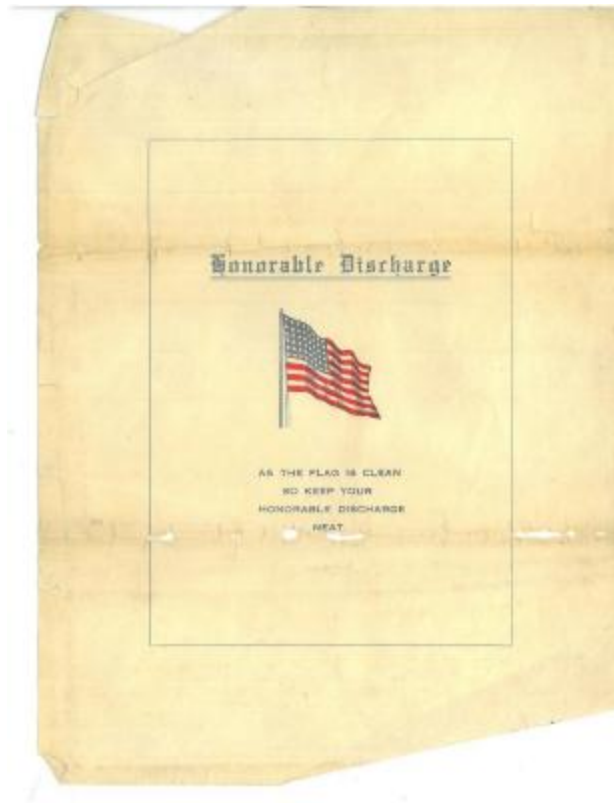 Honorable Discharge
AS THE FLAG IS CLEAN
SO KEEP YOUR
HONORABLE DISCHARGE
NEAT